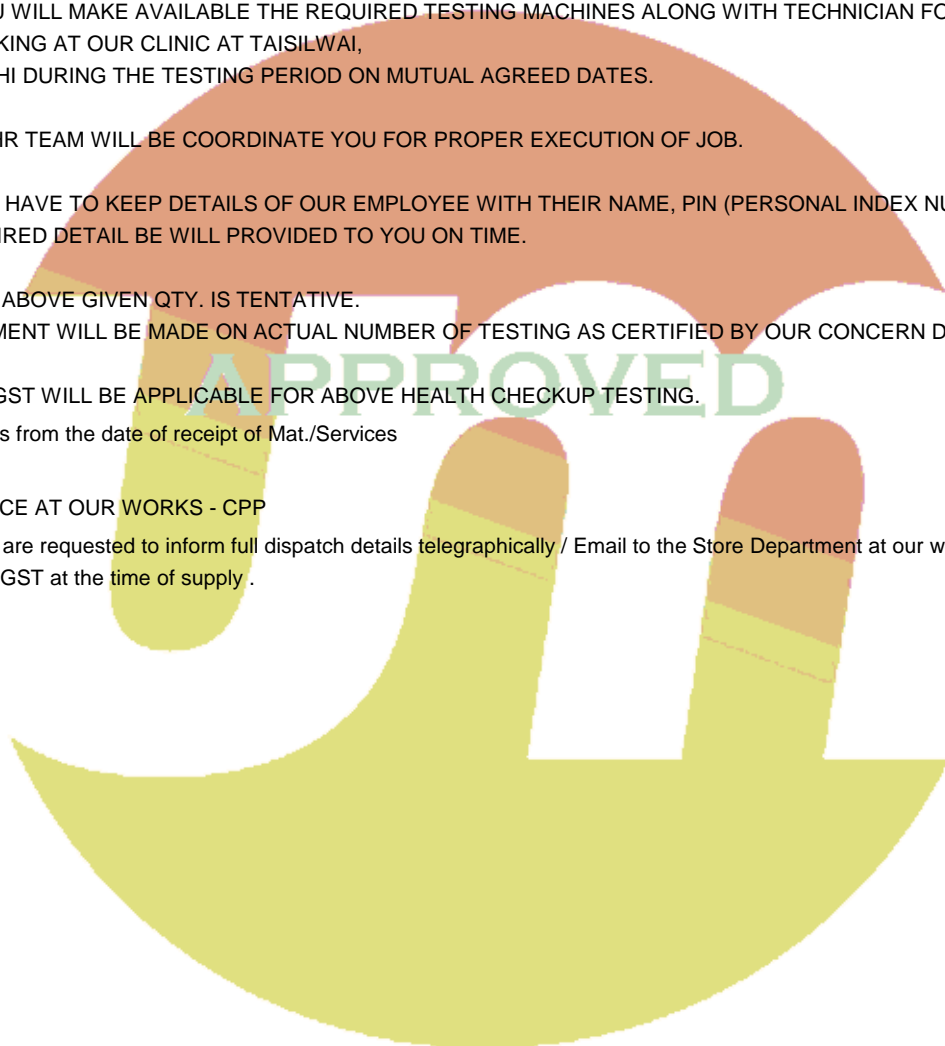 U WILL MAKE AVAILABLE THE REQUIRED TESTING MACHINES ALONG WITH TECHNICIAN FO
KING AT OUR CLINIC AT TAISILWAI,
HI DURING THE TESTING PERIOD ON MUTUAL AGREED DATES.
HR TEAM WILL BE COORDINATE YOU FOR PROPER EXECUTION OF JOB.
HAVE TO KEEP DETAILS OF OUR EMPLOYEE WITH THEIR NAME, PIN (PERSONAL INDEX NU
IRED DETAIL BE WILL PROVIDED TO YOU ON TIME.
ABOVE GIVEN QTY. IS TENTATIVE.
MENT WILL BE MADE ON ACTUAL NUMBER OF TESTING AS CERTIFIED BY OUR CONCERN D
APPROVED
GST WILL BE APPLICABLE FOR ABOVE HEALTH CHECKUP TESTING.
s from the date of receipt of Mat./Services
CE AT OUR WORKS - CPP
are requested to inform full dispatch details telegraphically / Email to the Store Department at our w
GST at the time of supply .